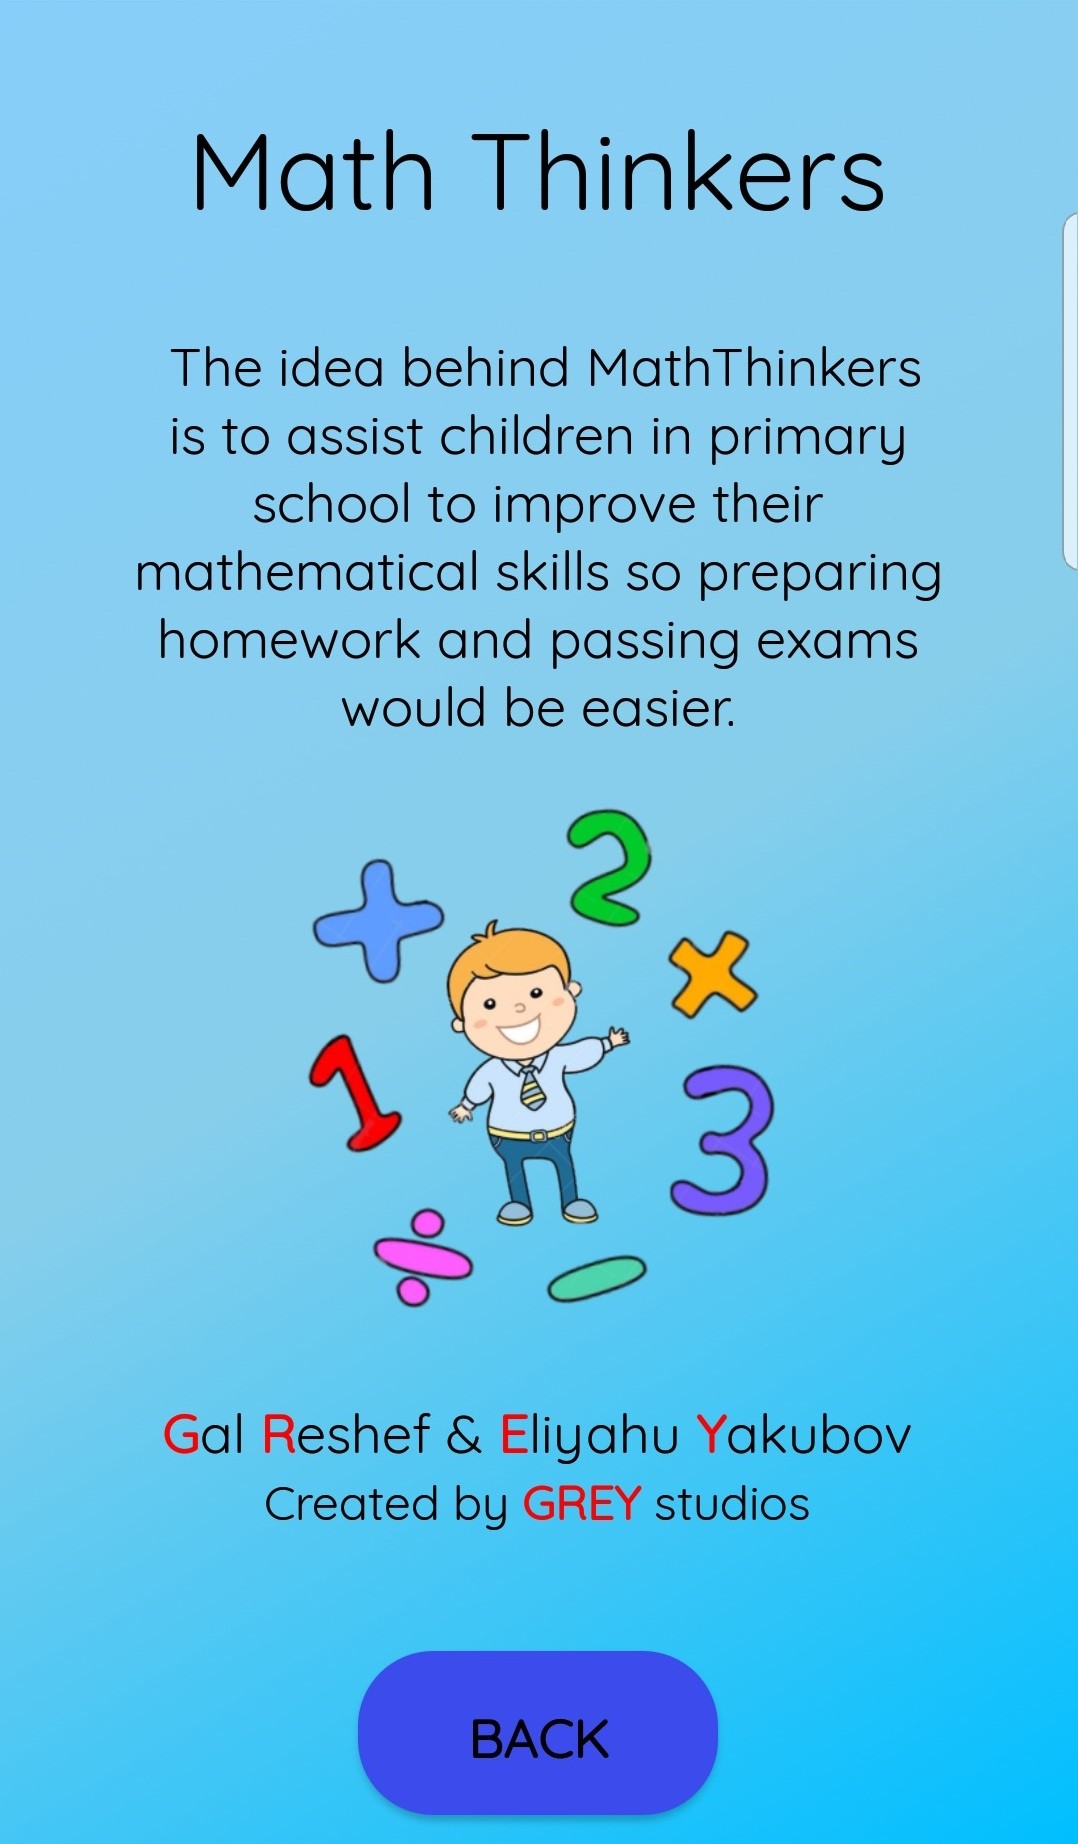 Math Thinkers
The idea behind MathThinkers
is to assist children in primary
school to improve their
mathematical skills so preparing
homework and passing exams
would be easier.
2
+
×
1
3
÷
−
Gal Reshef & Eliyahu Yakubov
Created by GREY studios
BACK